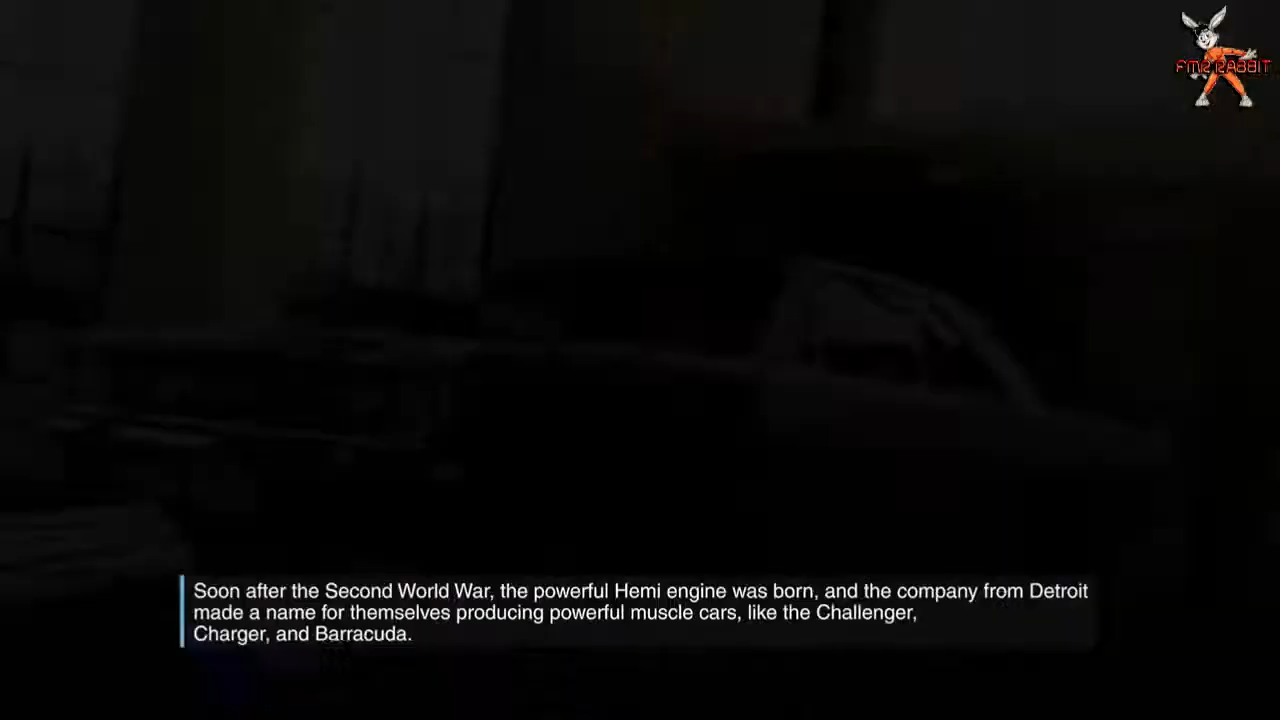 FMR RABBIT
Soon after the Second World War, the powerful Hemi engine was born, and the company from Detroit
made a name for themselves producing powerful muscle cars, like the Challenger,
Charger, and Barracuda.